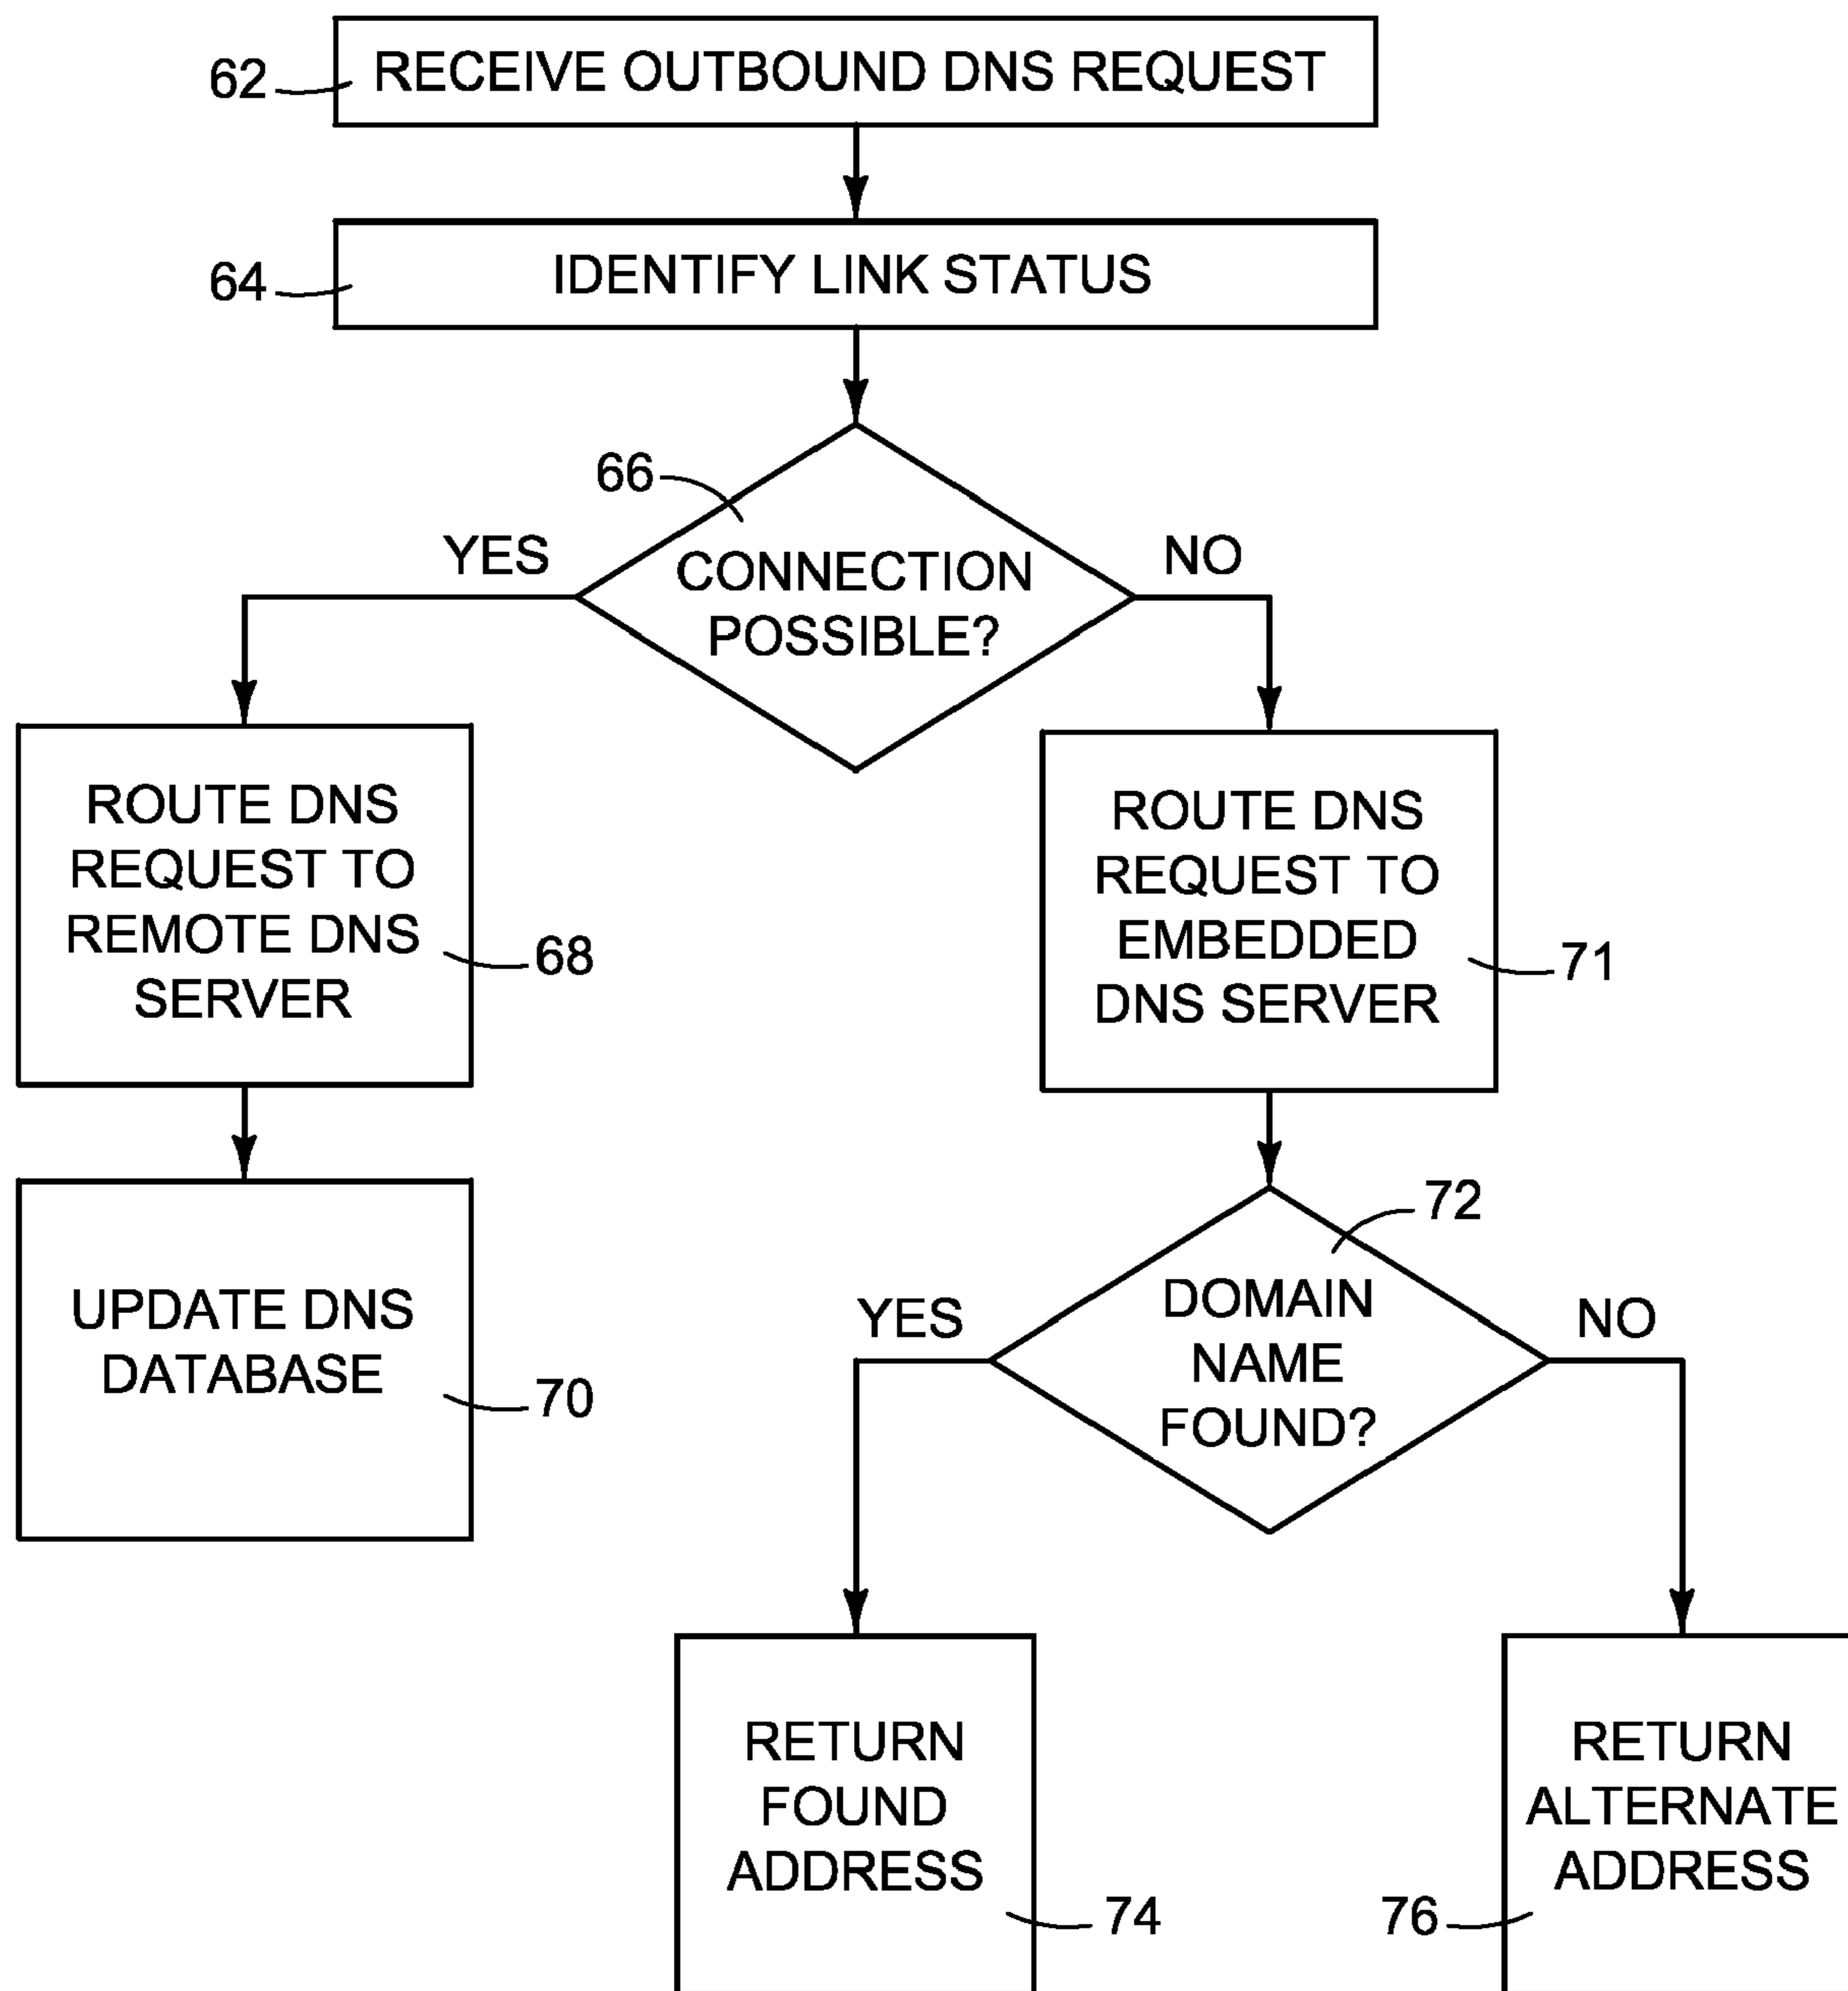 62
RECEIVE OUTBOUND DNS REQUEST
64
IDENTIFY LINK STATUS
66
YES
CONNECTION
POSSIBLE?
NO
ROUTE DNS
REQUEST TO
REMOTE DNS
SERVER
68
ROUTE DNS
REQUEST TO
EMBEDDED
DNS SERVER
71
UPDATE DNS
DATABASE
70
72
YES
DOMAIN
NAME
FOUND?
NO
RETURN
FOUND
ADDRESS
74
RETURN
ALTERNATE
ADDRESS
76